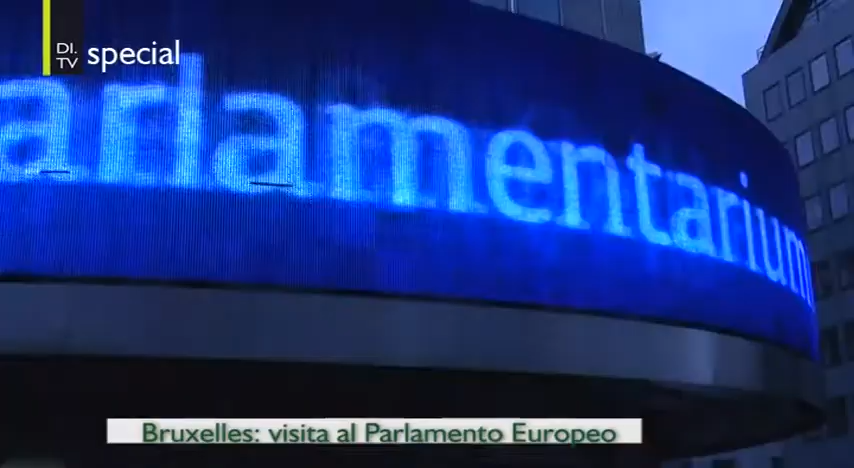 DI.
TV
special
arlamentarium
Bruxelles: visita al Parlamento Europeo